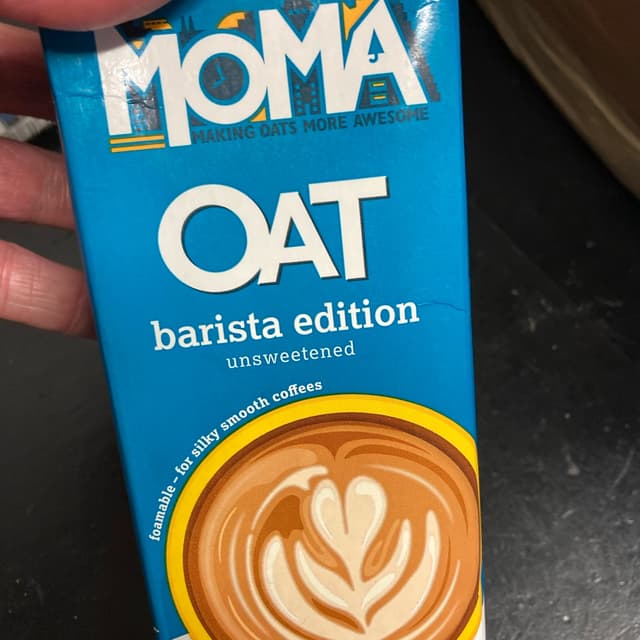 MOMA
MAKING OATS MORE AWESOME
OAT
barista edition
unsweetened
foamable – for silky smooth coffees